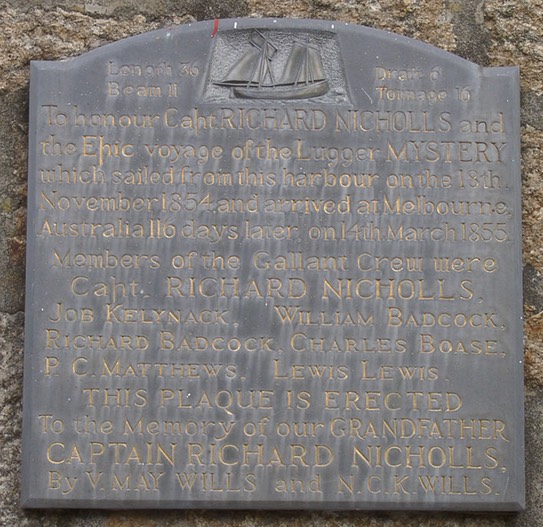 Length 36
Beam 11
Draft 6
Tonnage 16
To honour Capt. RICHARD NICHOLLS and
the Epic voyage of the Lugger MYSTERY
which sailed from this harbour on the 18th.
November 1854, and arrived at Melbourne,
Australia 116 days later, on 14th March 1855.
Members of the Gallant Crew were
Capt. RICHARD NICHOLLS.
JOB KELYNACK. WILLIAM BADCOCK.
RICHARD BADCOCK. CHARLES BOASE.
P.C. MATTHEWS. LEWIS LEWIS.
THIS PLAQUE IS ERECTED
To the Memory of our GRANDFATHER
CAPTAIN RICHARD NICHOLLS.
By V. MAY WILLS and N.C.K. WILLS.